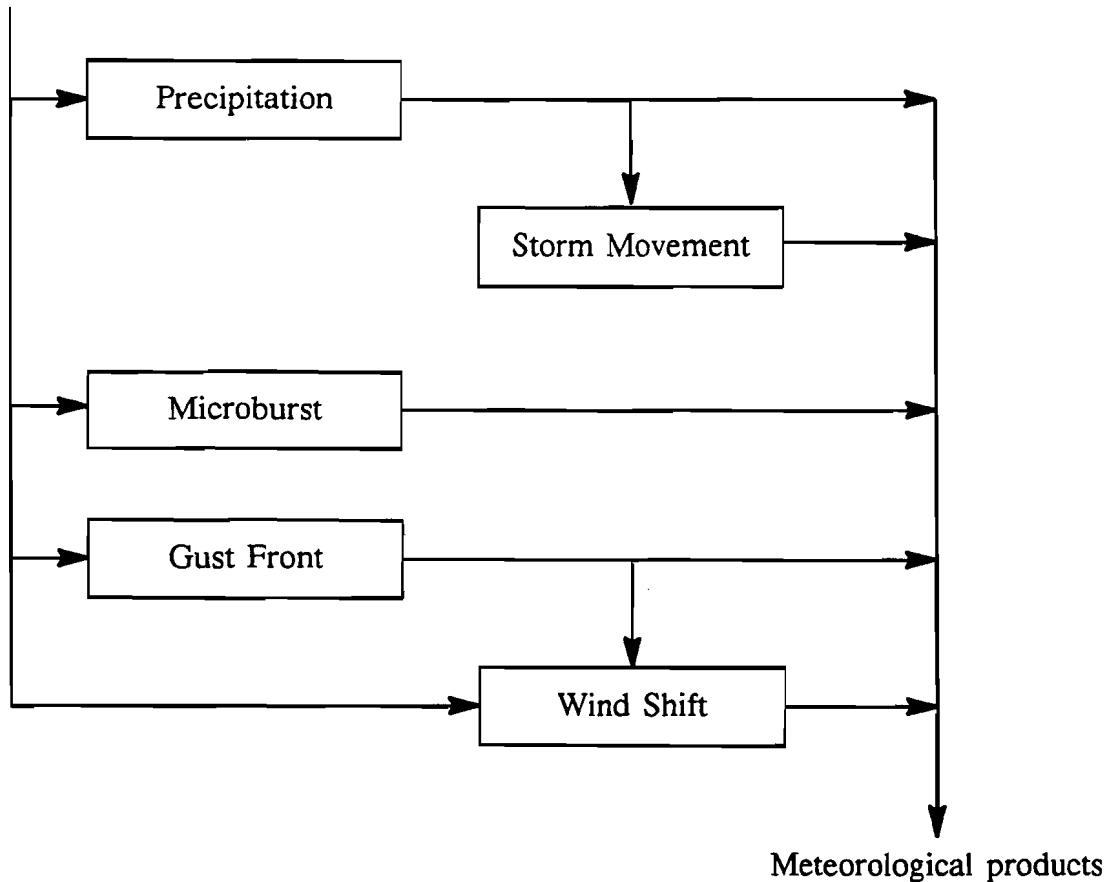 Precipitation
Storm Movement
Microburst
Gust Front
Wind Shift
Meteorological products